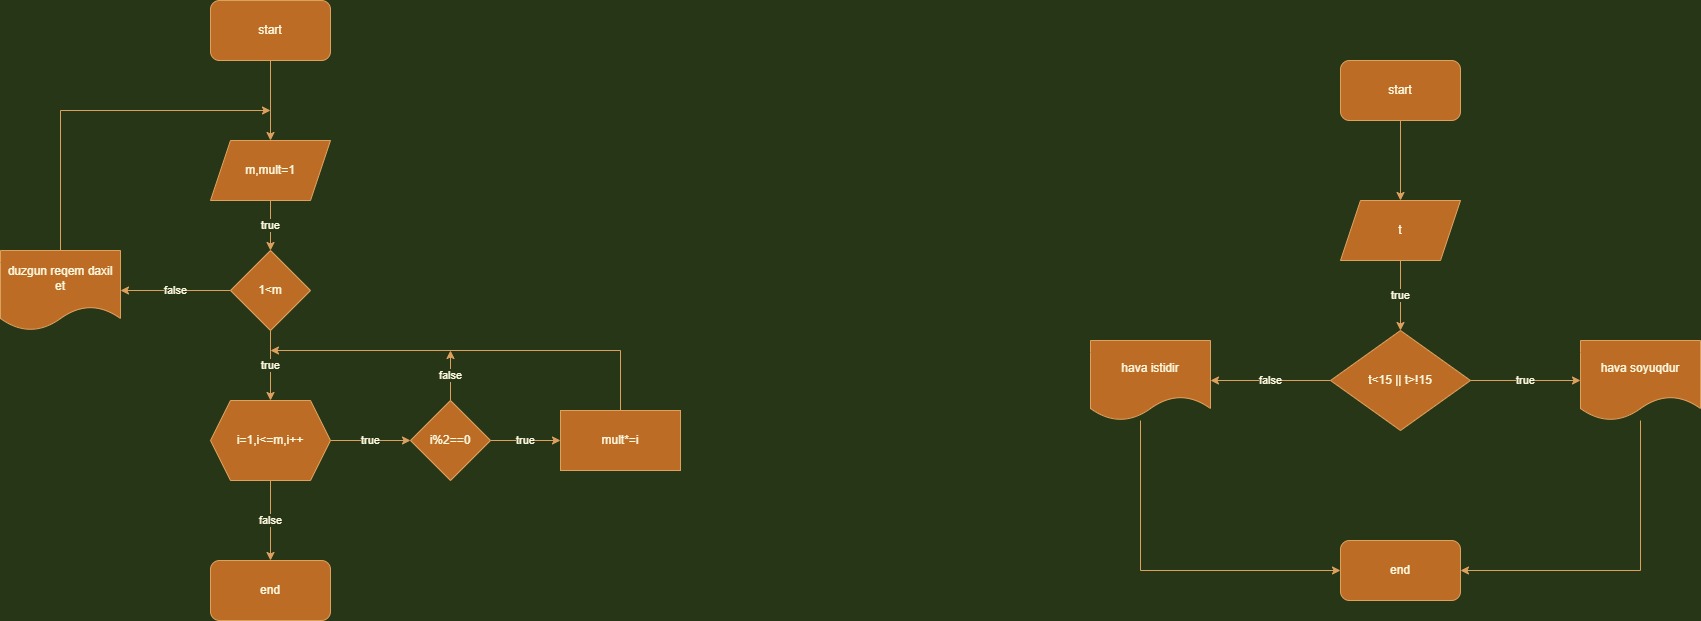 start
m,mult=1
true
1<m
false
duzgun reqem daxil
et
true
i=1,i<=m,i++
true
i%2==0
false
true
mult*=i
false
end
start
t
true
t<15 || t>!15
false
hava istidir
true
hava soyuqdur
end